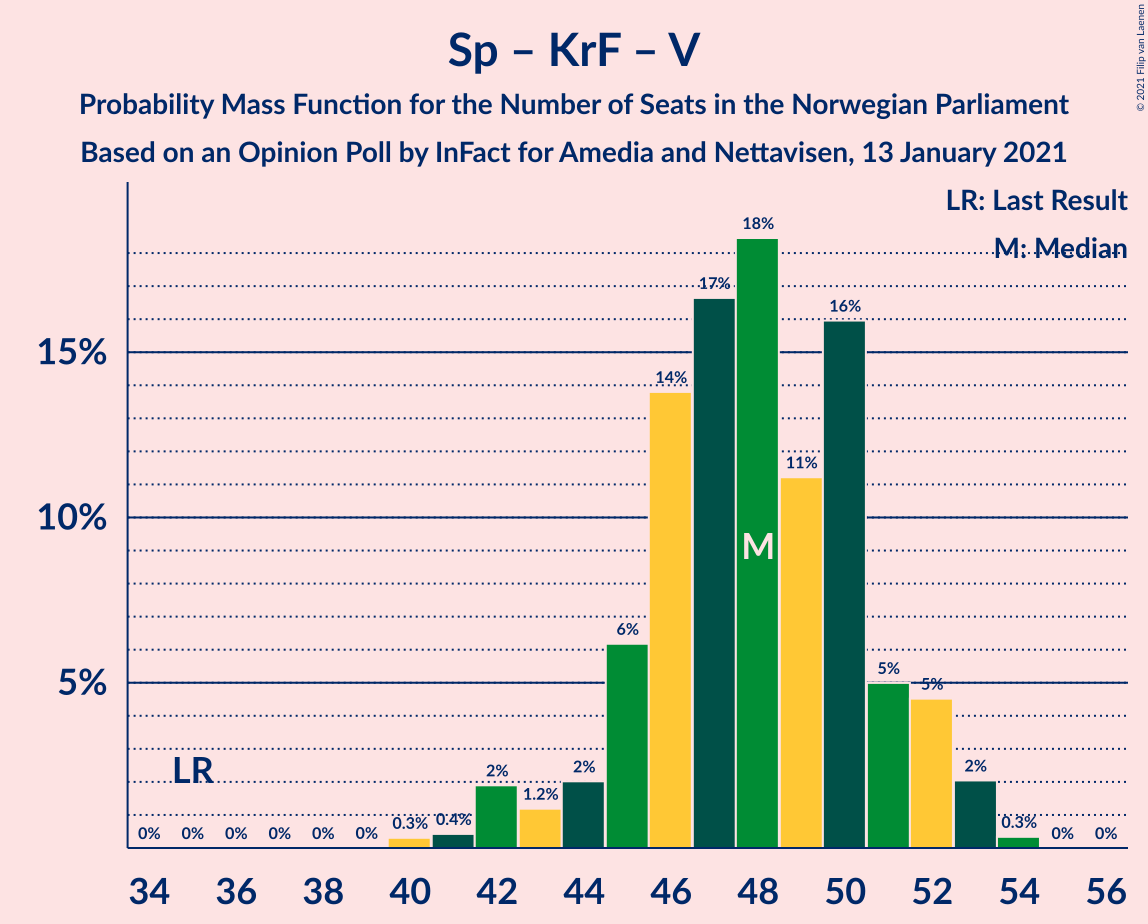 Sp – KrF – V
Probability Mass Function for the Number of Seats in the Norwegian Parliament
Based on an Opinion Poll by InFact for Amedia and Nettavisen, 13 January 2021
© 2021 Filip van Laenen
LR: Last Result
M: Median
15%
10%
5%
LR
M
0% 0% 0% 0% 0% 0% 0.3% 0.4% 2% 1.2% 2% 6% 14% 17% 18% 11% 16% 5% 5% 2% 0.3% 0% 0%
34 36 38 40 42 44 46 48 50 52 54 56